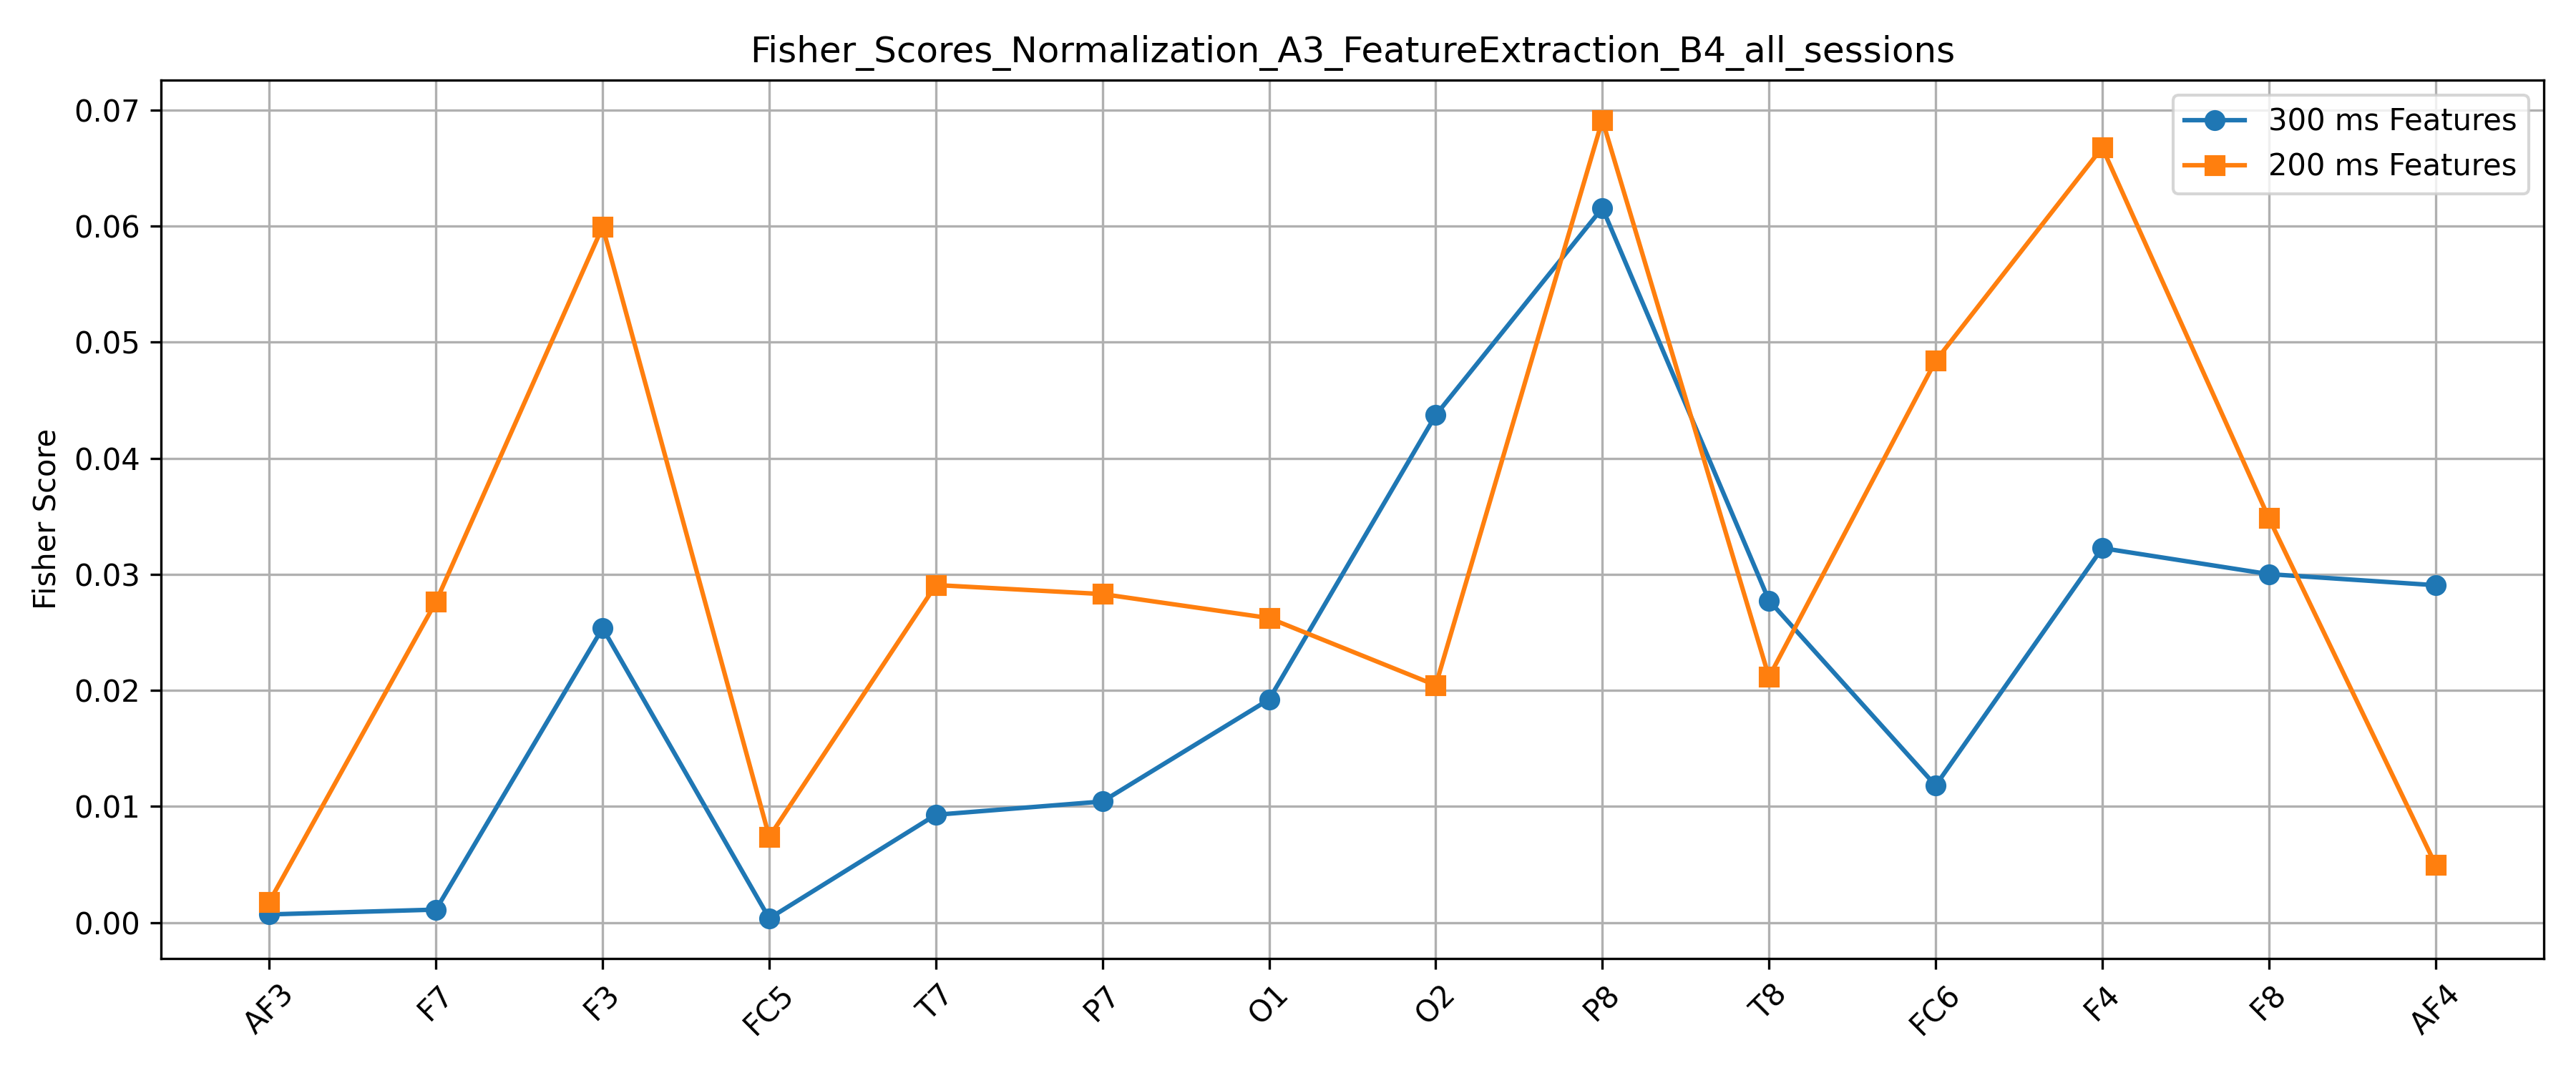 Fisher_Scores_Normalization_A3_FeatureExtraction_B4_all_sessions
300 ms Features
200 ms Features
Fisher Score
0.07
0.06
0.05
0.04
0.03
0.02
0.01
0.00
AF3 F7 F3 FC5 T7 P7 O1 O2 P8 T8 FC6 F4 F8 AF4